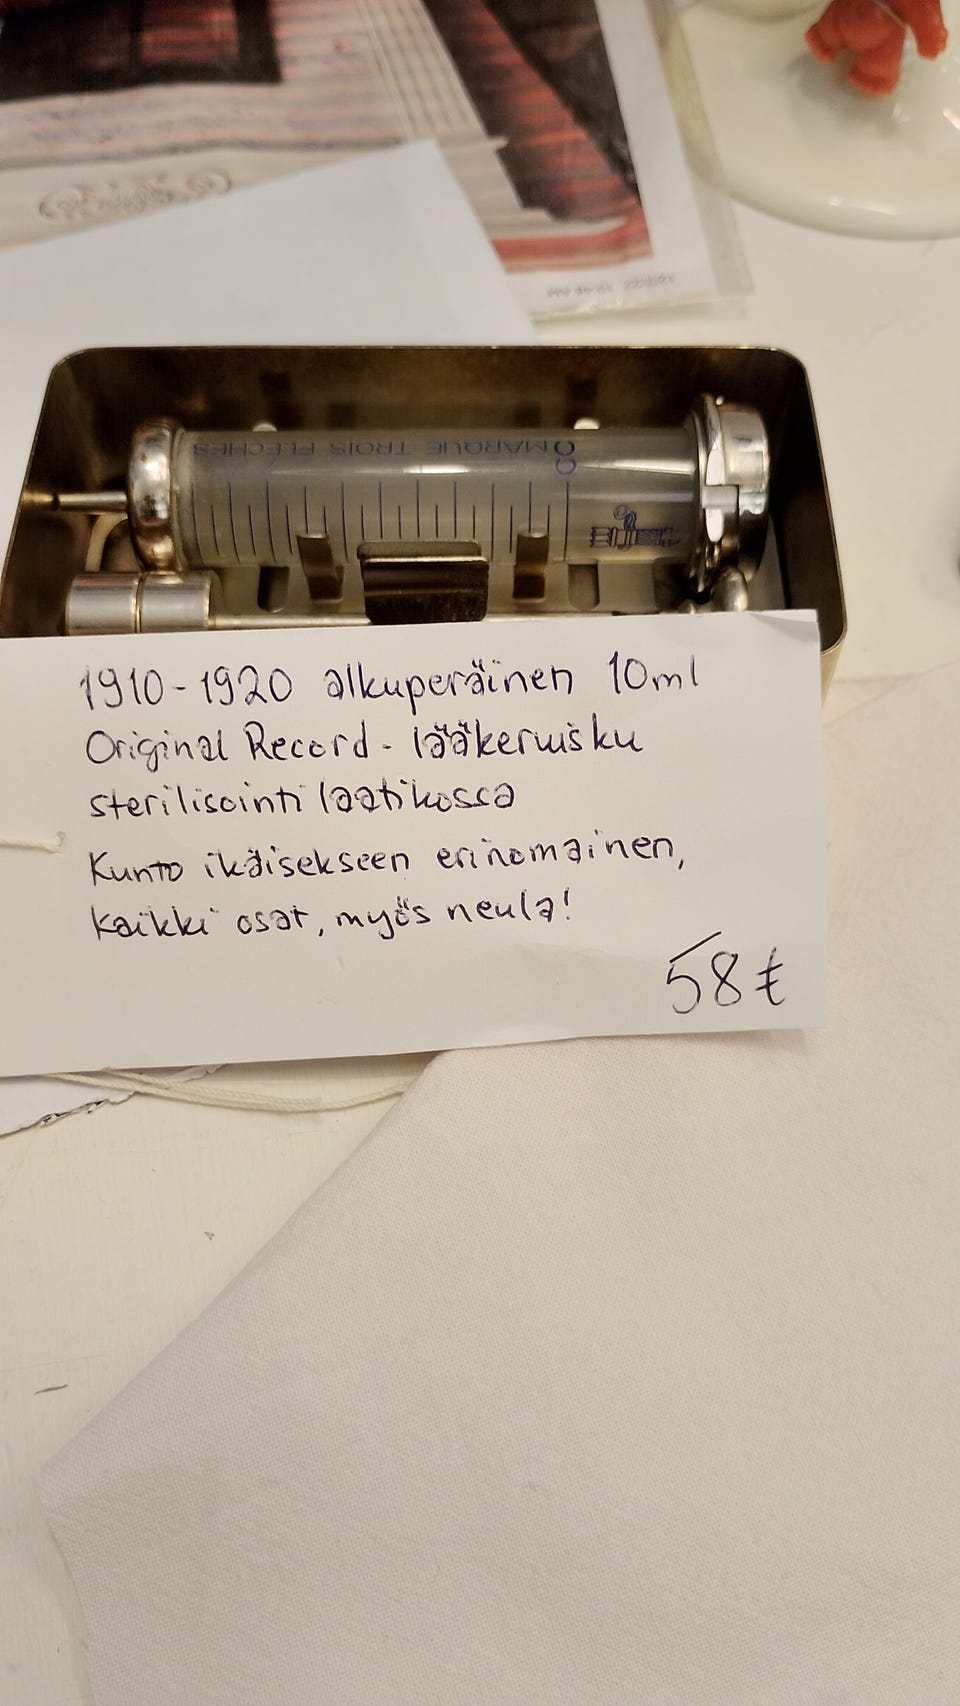 MARQUE TROIS FLECHES
1910-1920 alkuperäinen 10ml
Original Record - lääkeruisku
sterilisointi laatikossa
Kunto ikäisekseen erinomainen,
kaikki osat, myös neula!
58€